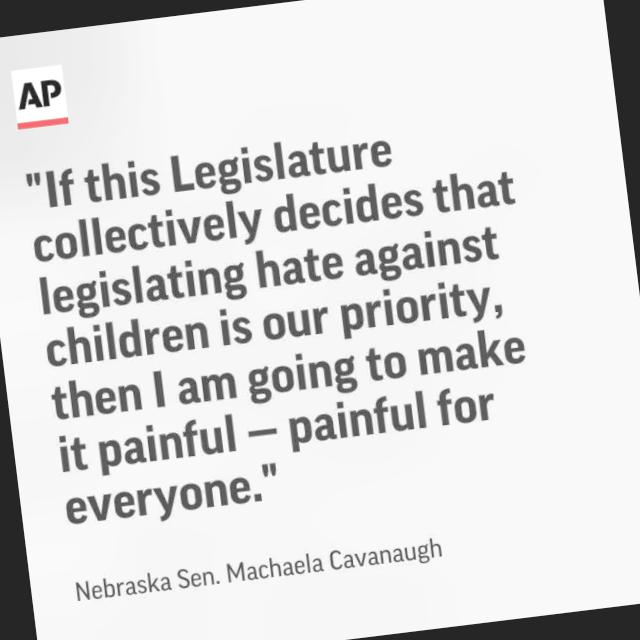 AP
"If this Legislature
collectively decides that
legislating hate against
children is our priority,
then I am going to make
it painful — painful for
everyone."
Nebraska Sen. Machaela Cavanaugh